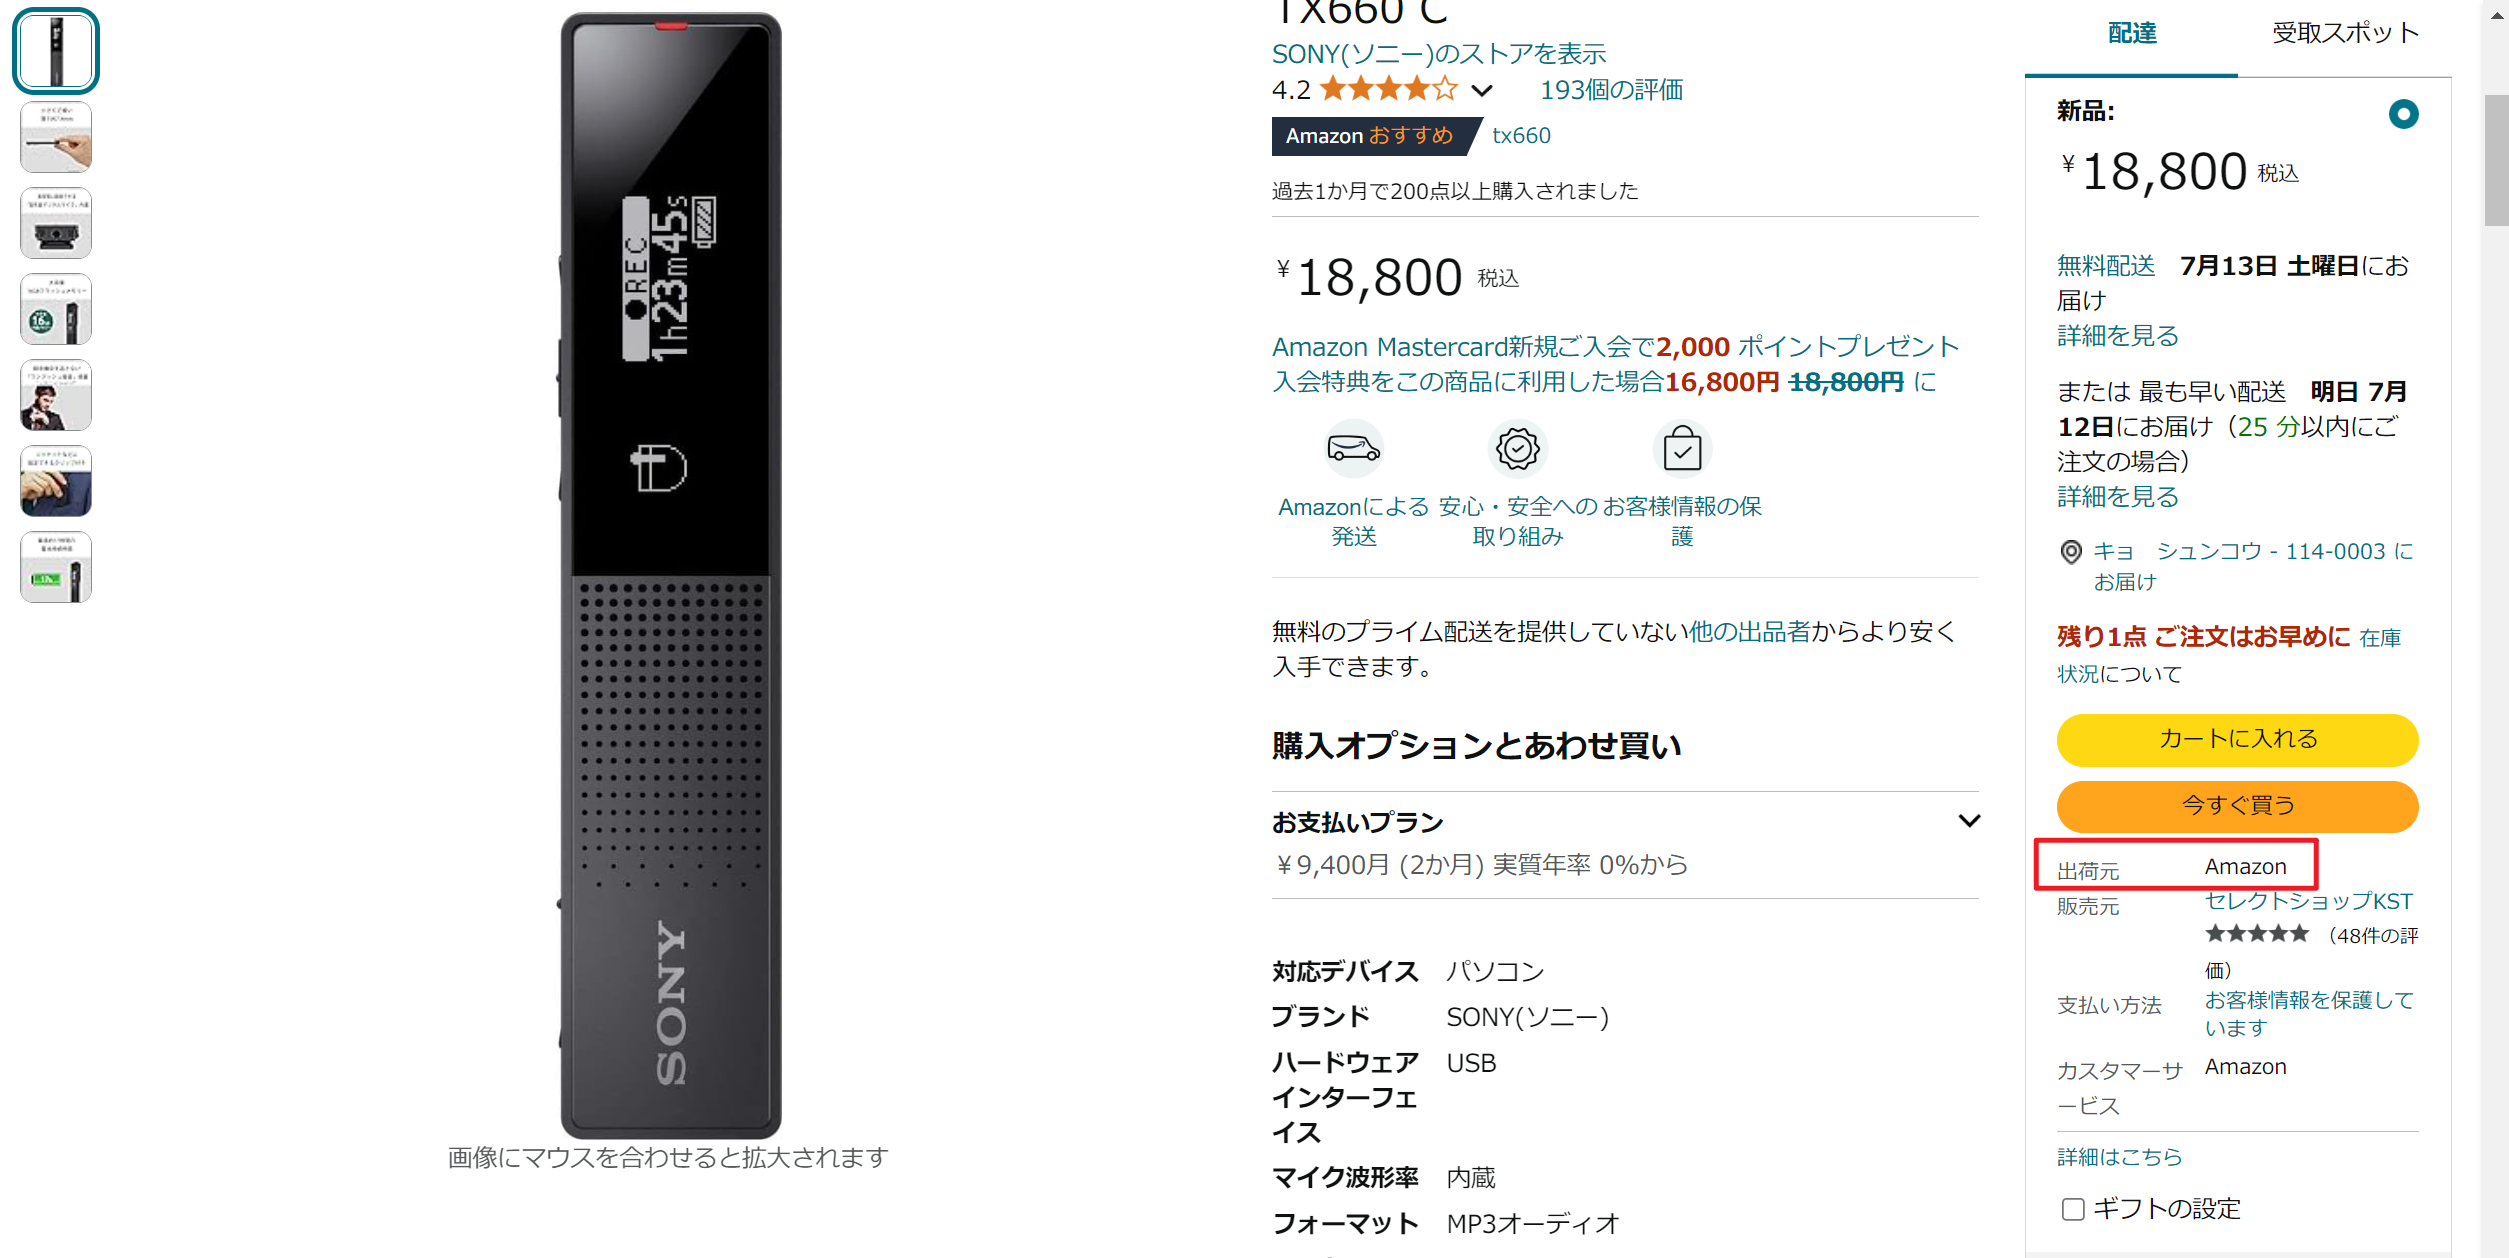 TX660 C
SONY(ソニー)のストアを表示
4.2
193個の評価
Amazon おすすめ
tx660
過去1か月で200点以上購入されました
¥18,800 税込
Amazon Mastercard新規ご入会で2,000 ポイントプレゼント
入会特典をこの商品に利用した場合16,800円 18,800円 に
Amazonによる
発送
安心・安全への
取り組み
お客様情報の保
護
無料のプライム配送を提供していない他の出品者からより安く
入手できます。
購入オプションとあわせ買い
お支払いプラン
¥9,400月 (2か月) 実質年率 0%から
対応デバイス パソコン
ブランド SONY(ソニー)
ハードウェア USB
インターフェ
イス
マイク波形率 内蔵
フォーマット MP3オーディオ
REC
1h23m45s
SONY
画像にマウスを合わせると拡大されます
配達
受取スポット
新品:
¥18,800 税込
無料配送 7月13日 土曜日にお
届け
詳細を見る
または 最も早い配送 明日 7月
12日にお届け（25 分以内にご
注文の場合）
詳細を見る
キョ シュンコウ - 114-0003 に
お届け
残り1点 ご注文はお早めに 在庫
状況について
カートに入れる
今すぐ買う
出荷元 Amazon
販売元 セレクトショップKST
（48件の評
価）
支払い方法 お客様情報を保護して
います
カスタマーサ Amazon
ービス
詳細はこちら
ギフトの設定